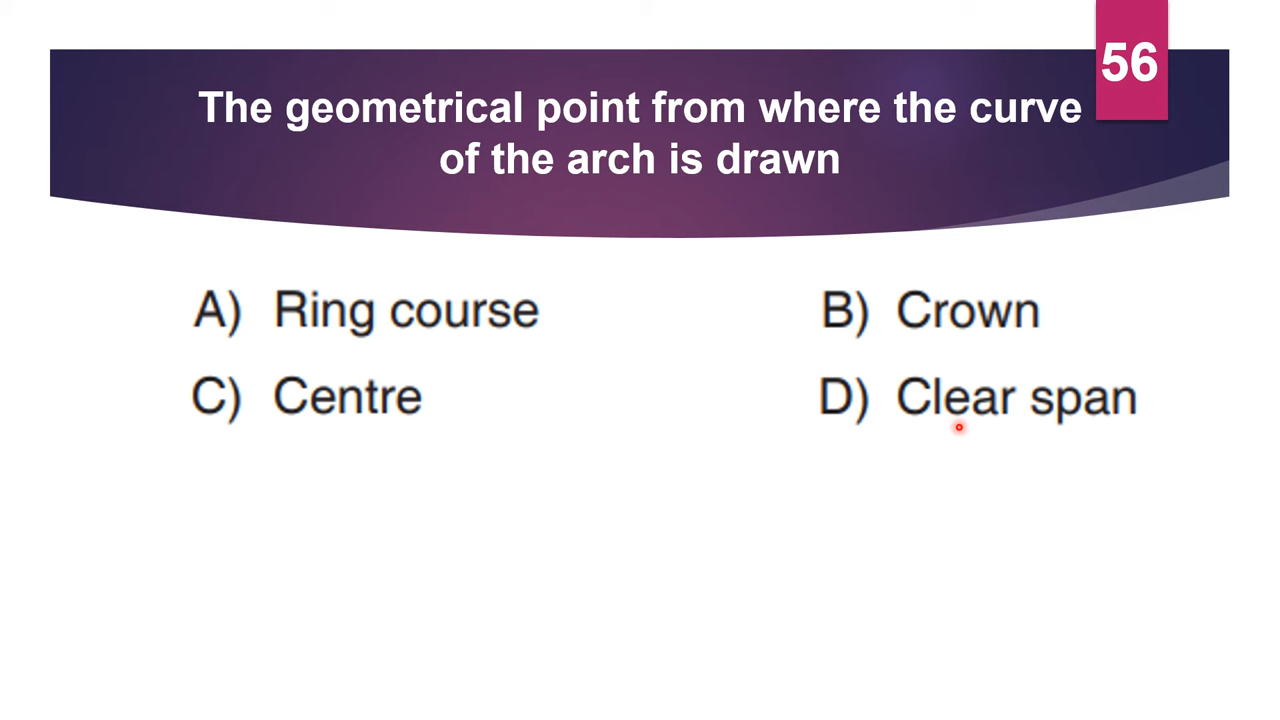 56
The geometrical point from where the curve
of the arch is drawn
A) Ring course
B) Crown
C) Centre
D) Clear span